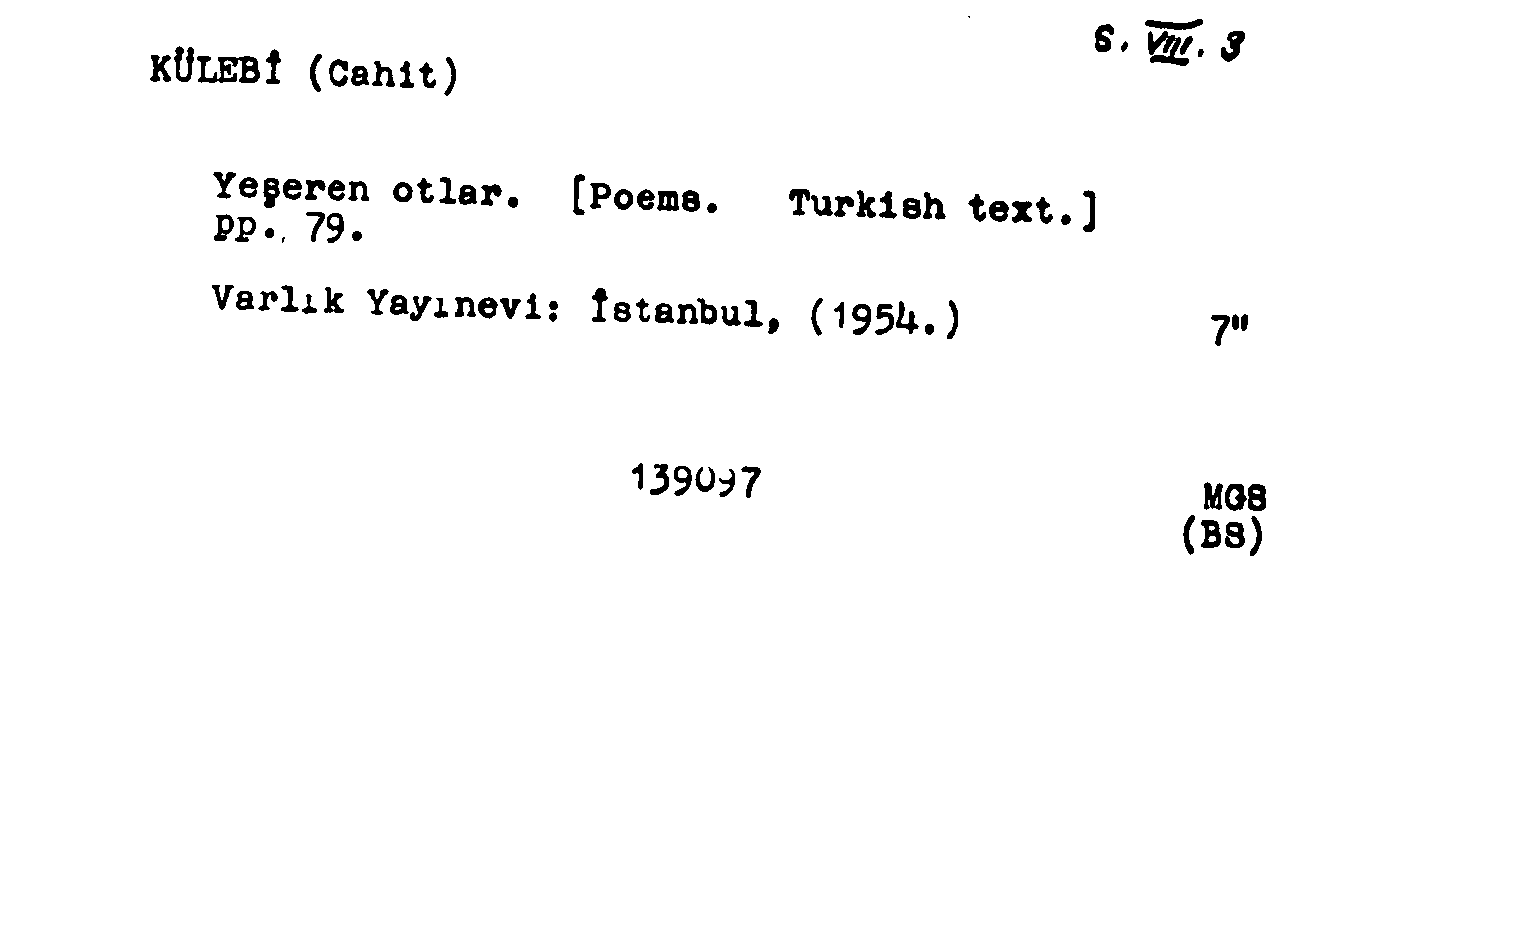 S. VIII. 3
KÜLEBİ (Cahit)
Yeşeren otlar. [Poems. Turkish text.]
pp. 79.
Varlık Yayınevi: İstanbul, (1954.)
7"
139097
MGS
(BS)